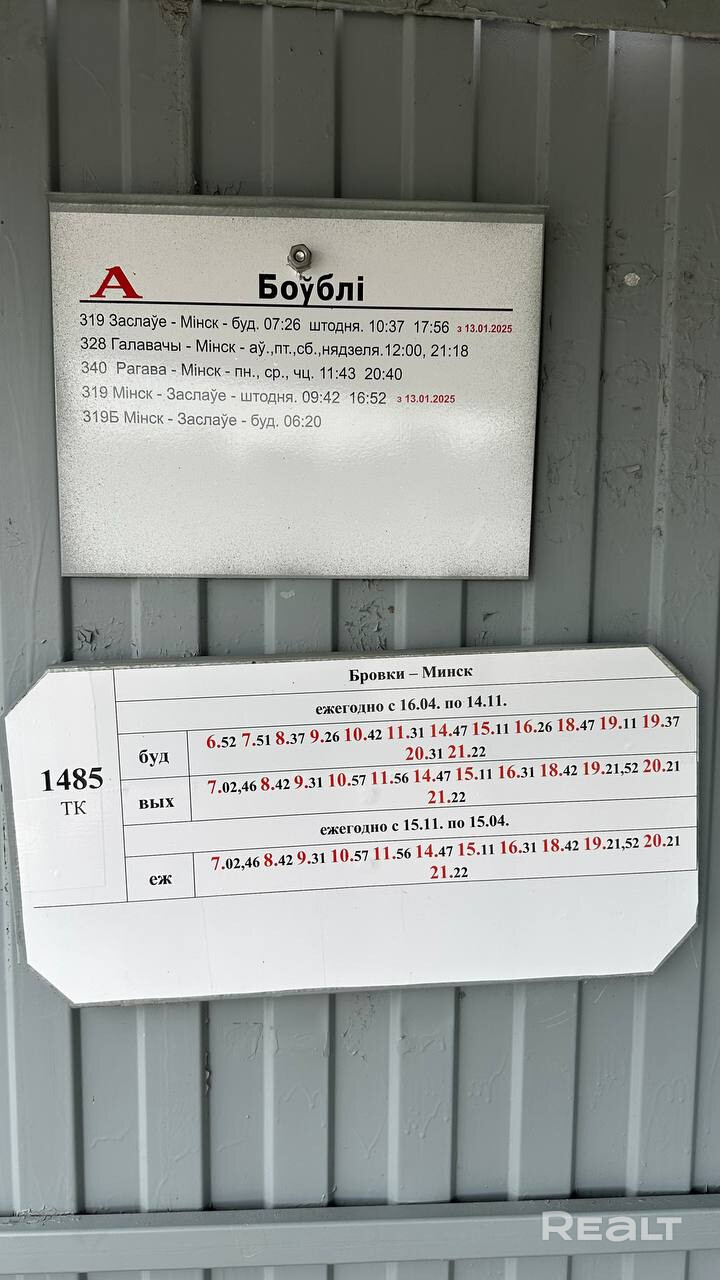 А Боўблі
319 Заслаўе - Мінск - буд. 07:26 штодня. 10:37 17:56 з 13.01.2025
328 Галавачы - Мінск - аў.,пт.,сб.,нядзеля.12:00, 21:18
340 Рагава - Мінск - пн., ср., чц. 11:43 20:40
319 Мінск - Заслаўе - штодня. 09:42 16:52 з 13.01.2025
319Б Мінск - Заслаўе - буд. 06:20
Бровки – Минск
ежегодно с 16.04. по 14.11.
1485
ТК
буд
6.52 7.51 8.37 9.26 10.42 11.31 14.47 15.11 16.26 18.47 19.11 19.37
20.31 21.22
вых
7.02,46 8.42 9.31 10.57 11.56 14.47 15.11 16.31 18.42 19.21,52 20.21
21.22
ежегодно с 15.11. по 15.04.
еж
7.02,46 8.42 9.31 10.57 11.56 14.47 15.11 16.31 18.42 19.21,52 20.21
21.22
REALT